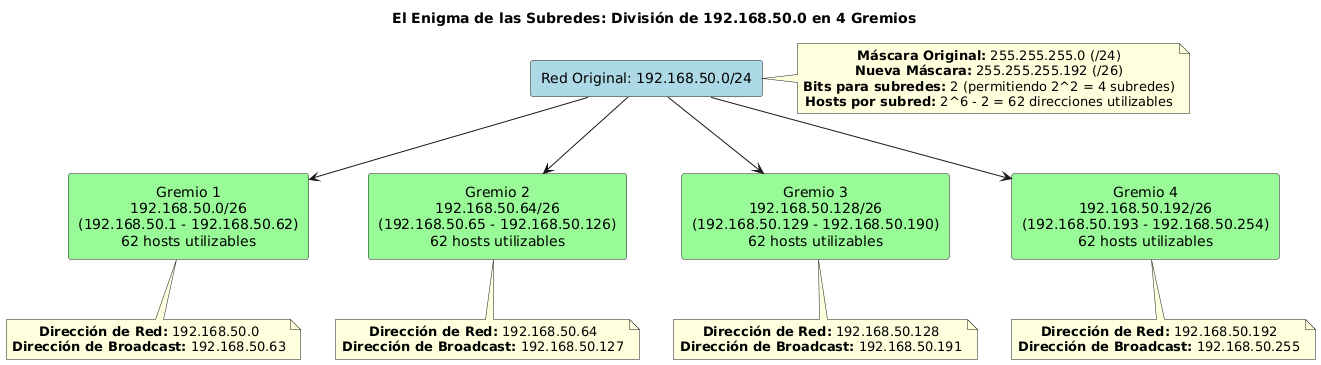 El Enigma de las Subredes: División de 192.168.50.0 en 4 Gremios
Red Original: 192.168.50.0/24
Máscara Original: 255.255.255.0 (/24)
Nueva Máscara: 255.255.255.192 (/26)
Bits para subredes: 2 (permitiendo 2^2 = 4 subredes)
Hosts por subred: 2^6 - 2 = 62 direcciones utilizables
Gremio 1
192.168.50.0/26
(192.168.50.1 - 192.168.50.62)
62 hosts utilizables
Gremio 2
192.168.50.64/26
(192.168.50.65 - 192.168.50.126)
62 hosts utilizables
Gremio 3
192.168.50.128/26
(192.168.50.129 - 192.168.50.190)
62 hosts utilizables
Gremio 4
192.168.50.192/26
(192.168.50.193 - 192.168.50.254)
62 hosts utilizables
Dirección de Red: 192.168.50.0
Dirección de Broadcast: 192.168.50.63
Dirección de Red: 192.168.50.64
Dirección de Broadcast: 192.168.50.127
Dirección de Red: 192.168.50.128
Dirección de Broadcast: 192.168.50.191
Dirección de Red: 192.168.50.192
Dirección de Broadcast: 192.168.50.255